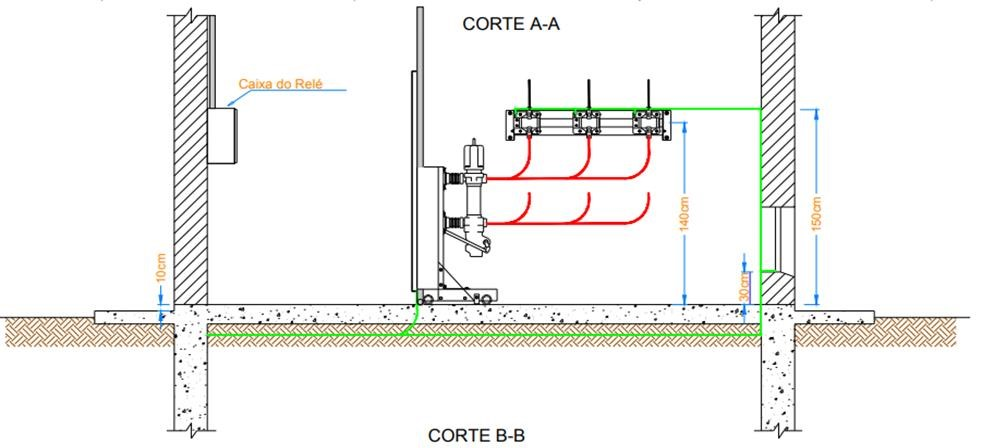 CORTE A-A
Caixa do Relé
10cm
140cm
150cm
30cm
CORTE B-B